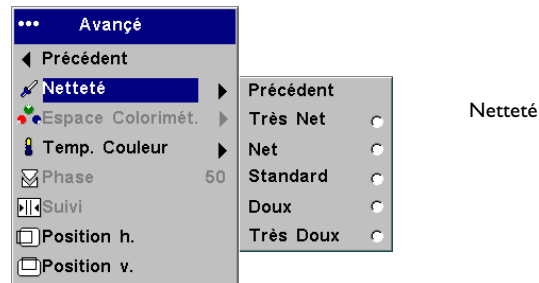 ••• Avançé
Précédent
Netteté
Espace Colorimét.
Temp. Couleur
Phase 50
Suivi
Position h.
Position v.
Précédent
Très Net
Net
Standard
Doux
Très Doux
Netteté